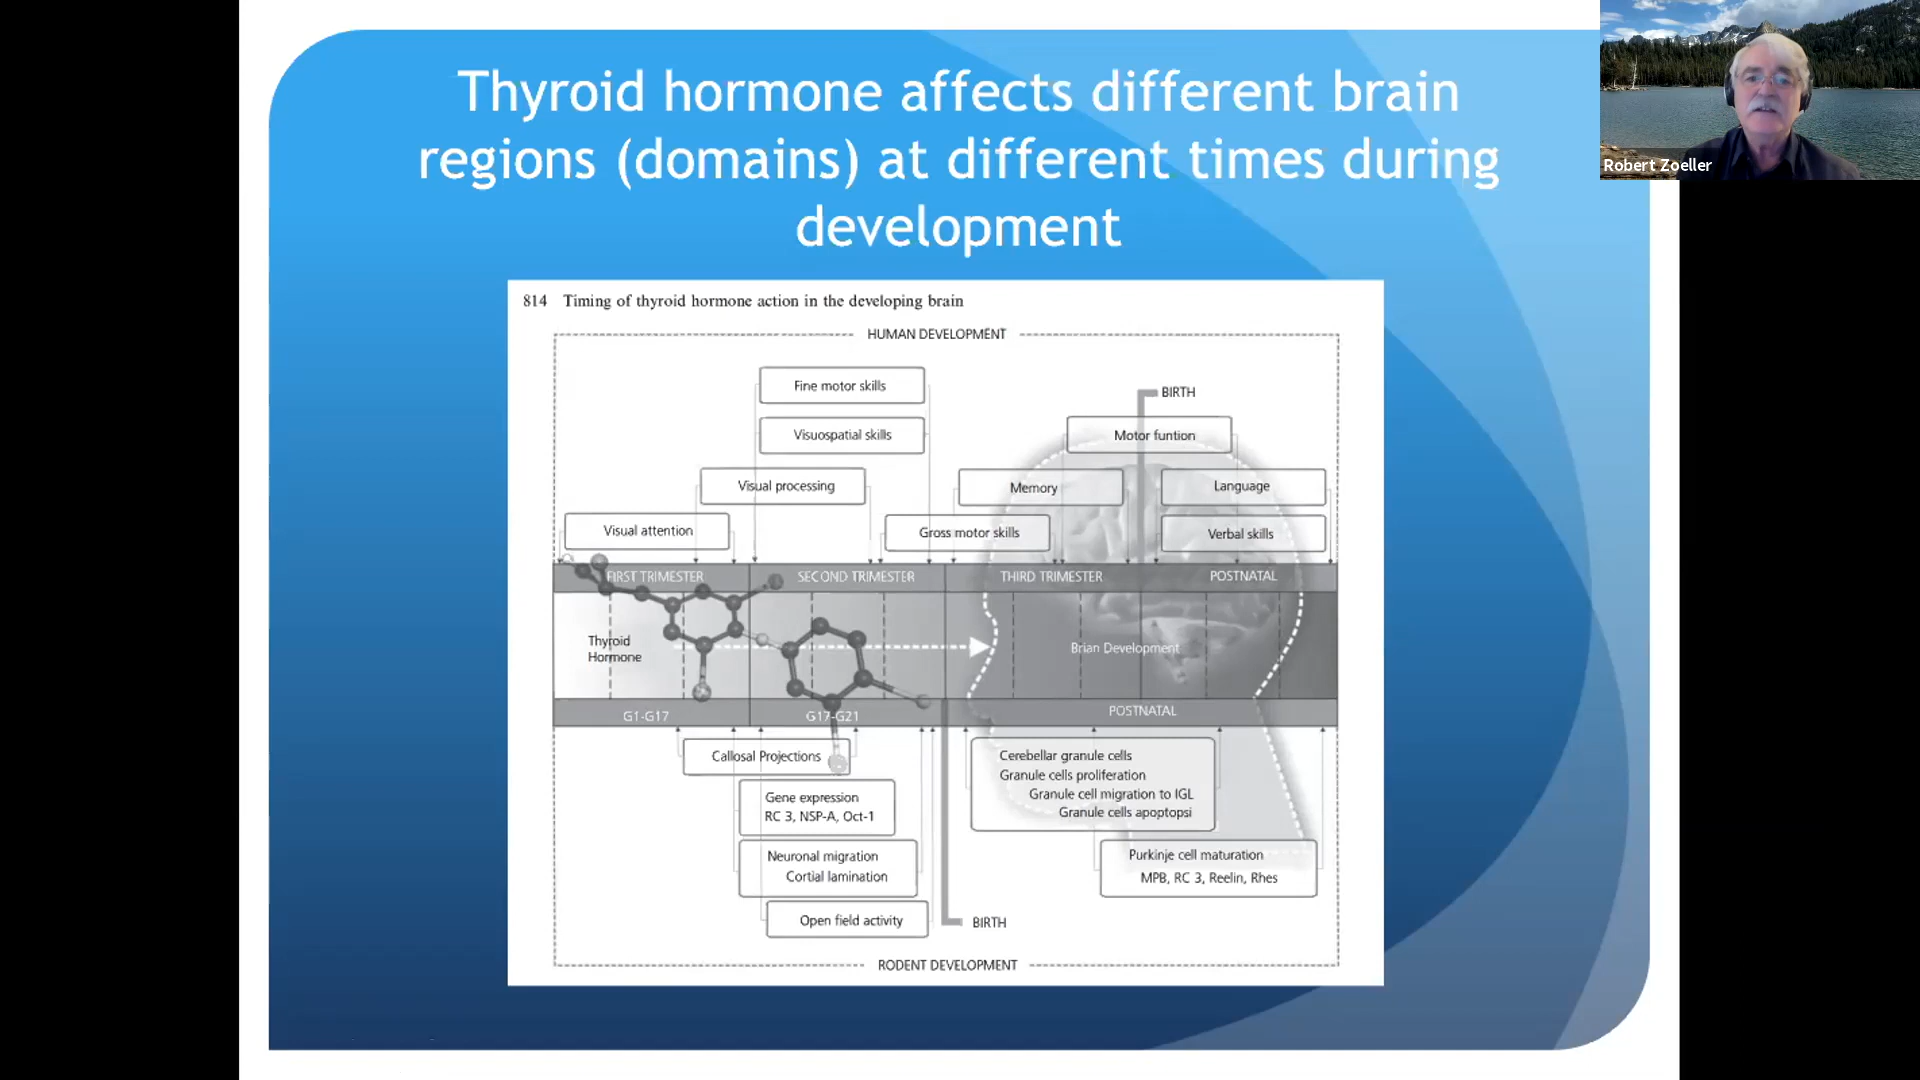 Thyroid hormone affects different brain
regions (domains) at different times during
development
Robert Zoeller
814 Timing of thyroid hormone action in the developing brain
HUMAN DEVELOPMENT
Fine motor skills
BIRTH
Visuospatial skills
Motor funtion
Visual processing
Memory
Language
Visual attention
Gross motor skills
Verbal skills
FIRST TRIMESTER
SECOND TRIMESTER
THIRD TRIMESTER
POSTNATAL
Thyroid
Hormone
Brian Development
G1-G17
G17-G21
POSTNATAL
Callosal Projections
Cerebellar granule cells
Granule cells proliferation
Granule cell migration to IGL
Granule cells apoptopsi
Gene expression
RC 3, NSP-A, Oct-1
Neuronal migration
Cortial lamination
Purkinje cell maturation
MPB, RC 3, Reelin, Rhes
Open field activity
BIRTH
RODENT DEVELOPMENT